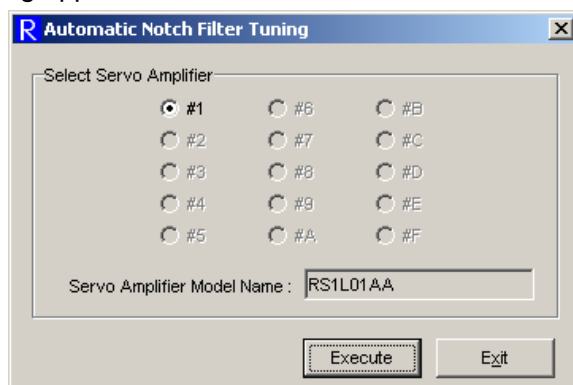 R Automatic Notch Filter Tuning
Select Servo Amplifier
#1 #6 #B
#2 #7 #C
#3 #8 #D
#4 #9 #E
#5 #A #F
Servo Amplifier Model Name : RS1L01AA
Execute Exit